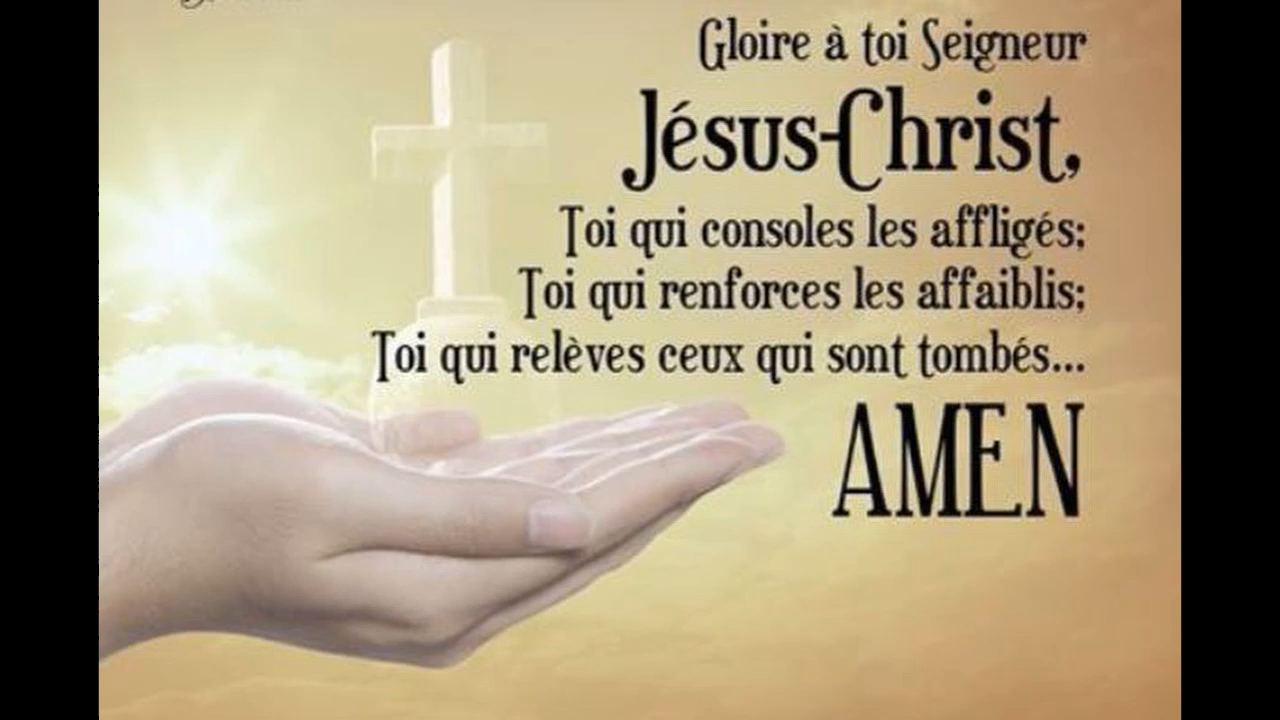 Gloire à toi Seigneur
Jésus-Christ,
Toi qui consoles les affligés;
Toi qui renforces les affaiblis;
Toi qui relèves ceux qui sont tombés...
AMEN